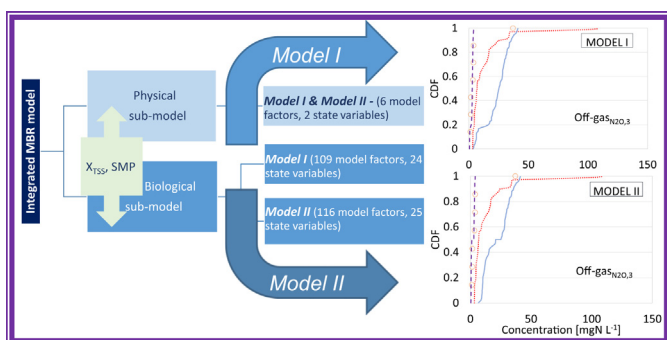 Integrated MBR model
Physical
sub-model
X_TSS, SMP
Biological
sub-model
Model I
Model I & Model II - (6 model
factors, 2 state variables)
Model I (109 model factors, 24
state variables)
Model II (116 model factors, 25
state variables)
Model II
CDF
1
0.8
0.6
0.4
0.2
0
MODEL I
Off-gas_N2O,3
0
50
100
150
CDF
1
0.8
0.6
0.4
0.2
0
MODEL II
Off-gas_N2O,3
0
50
100
150
Concentration [mgN L⁻¹]